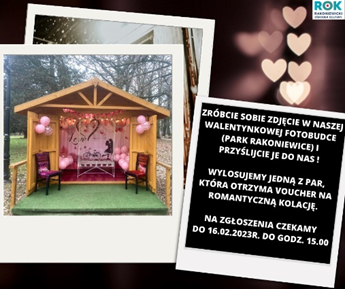 ROK
RAKONIEWICKI
OŚRODEK KULTURY
ZRÓBCIE SOBIE ZDJĘCIE W NASZEJ
WALENTYNKOWEJ FOTOBUDCE
(PARK RAKONIEWICE) I
PRZYŚLIJCIE JE DO NAS !
WYLOSUJEMY JEDNĄ Z PAR,
KTÓRA OTRZYMA VOUCHER NA
ROMANTYCZNĄ KOLACJĘ.
NA ZGŁOSZENIA CZEKAMY
DO 16.02.2023R. DO GODZ. 15.00